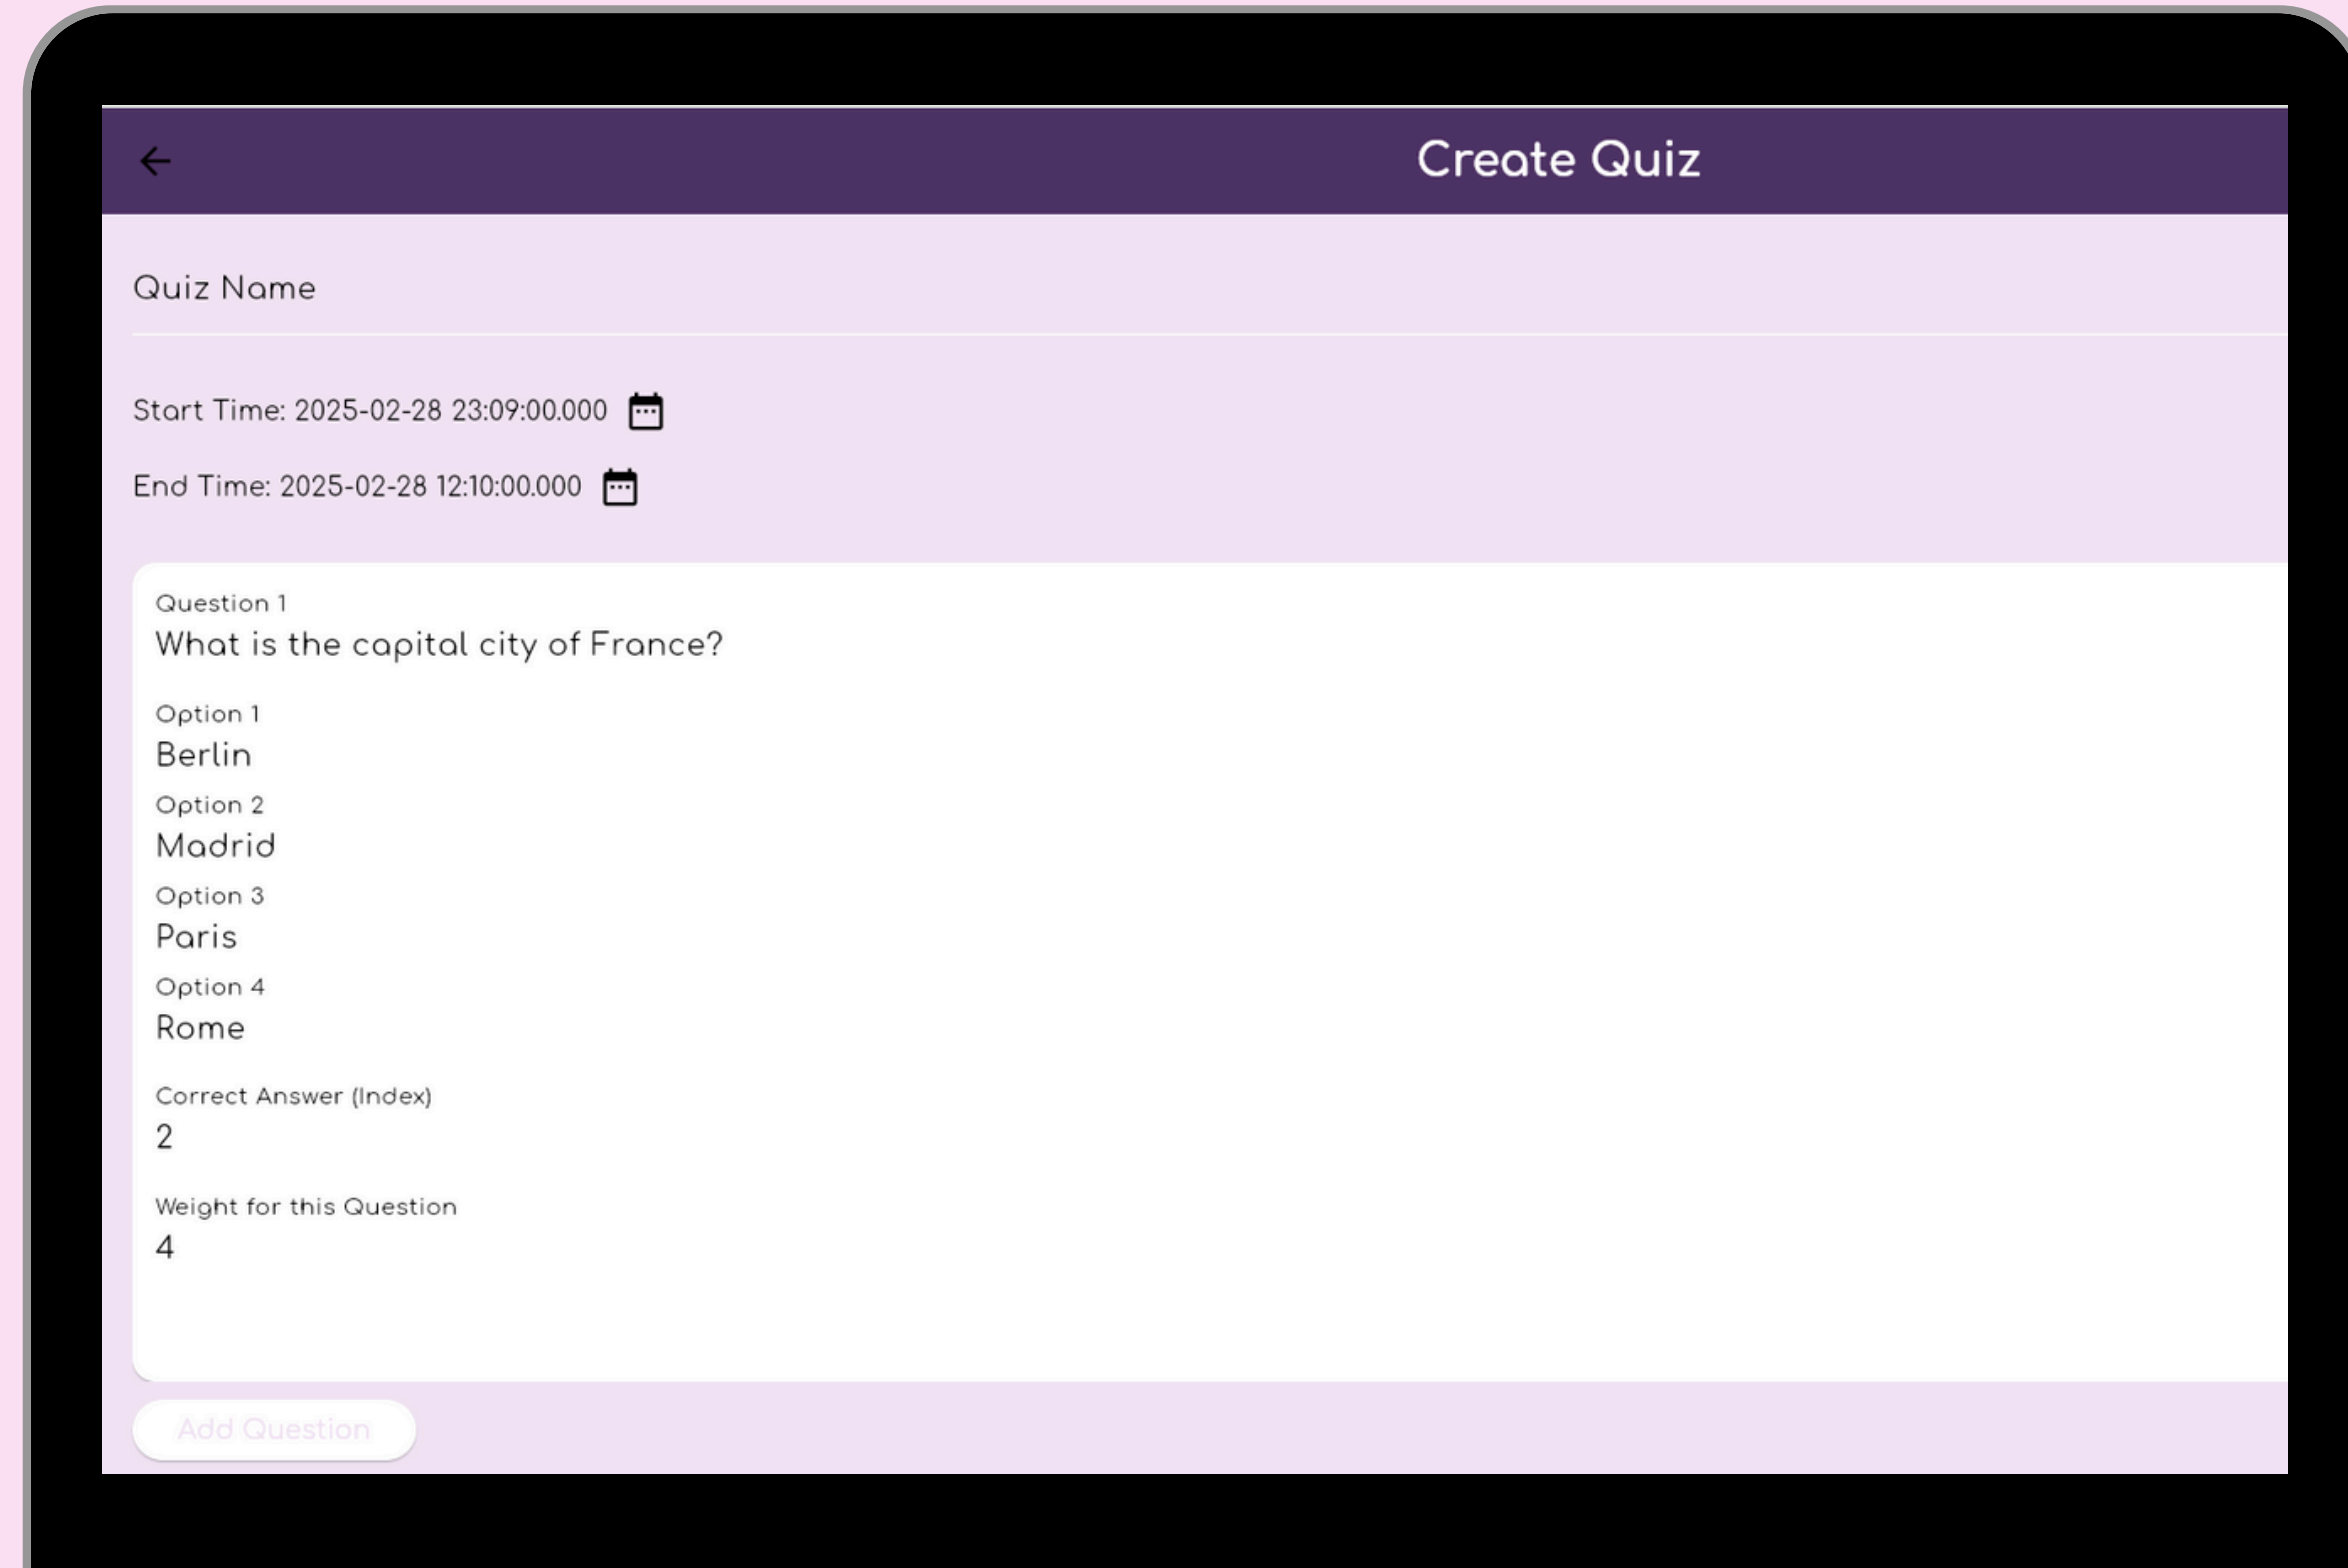 Create Quiz
Quiz Name
Start Time: 2025-02-28 23:09:00.000
End Time: 2025-02-28 12:10:00.000
Question 1
What is the capital city of France?
Option 1
Berlin
Option 2
Madrid
Option 3
Paris
Option 4
Rome
Correct Answer (Index)
2
Weight for this Question
4
Add Question